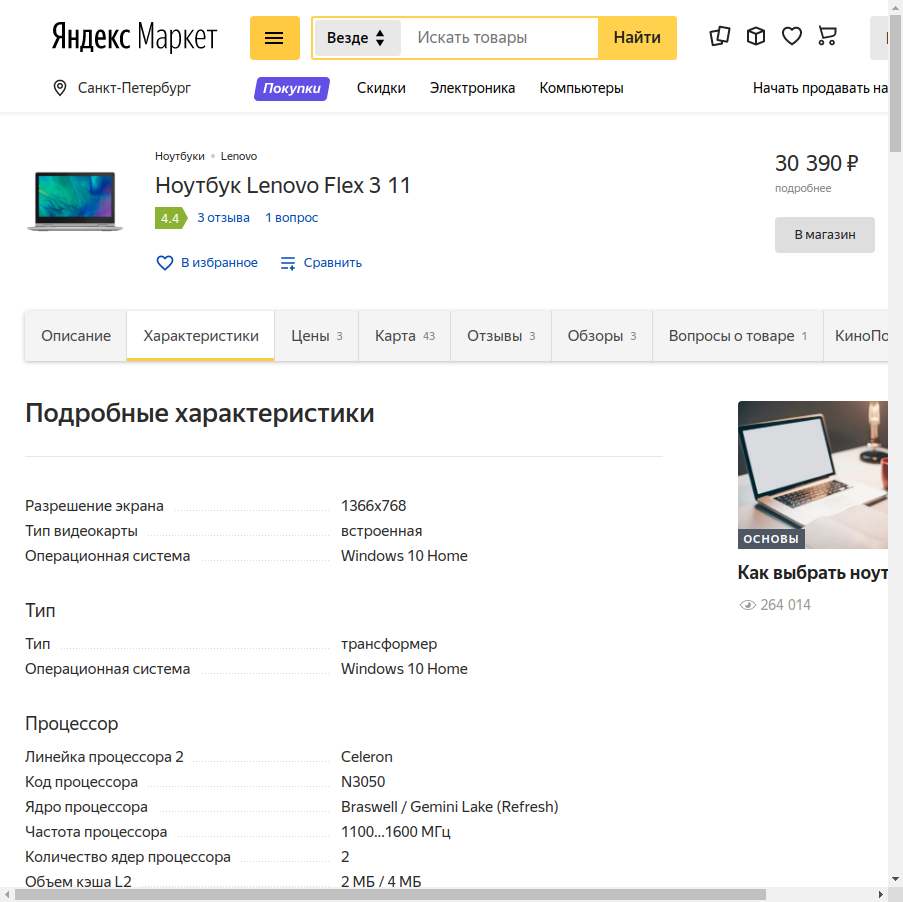 Яндекс Маркет
Везде
Искать товары
Найти
Санкт-Петербург
Покупки
Скидки
Электроника
Компьютеры
Начать продавать на
Ноутбуки • Lenovo
Ноутбук Lenovo Flex 3 11
4.4 3 отзыва 1 вопрос
В избранное Сравнить
30 390 ₽
подробнее
В магазин
Описание
Характеристики
Цены 3
Карта 43
Отзывы 3
Обзоры 3
Вопросы о товаре 1
КиноПо
Подробные характеристики
Разрешение экрана 1366x768
Тип видеокарты встроенная
Операционная система Windows 10 Home
Тип
Тип трансформер
Операционная система Windows 10 Home
Процессор
Линейка процессора 2 Celeron
Код процессора N3050
Ядро процессора Braswell / Gemini Lake (Refresh)
Частота процессора 1100...1600 МГц
Количество ядер процессора 2
Объем кэша L2 2 МБ / 4 МБ
ОСНОВЫ
Как выбрать ноут
264 014